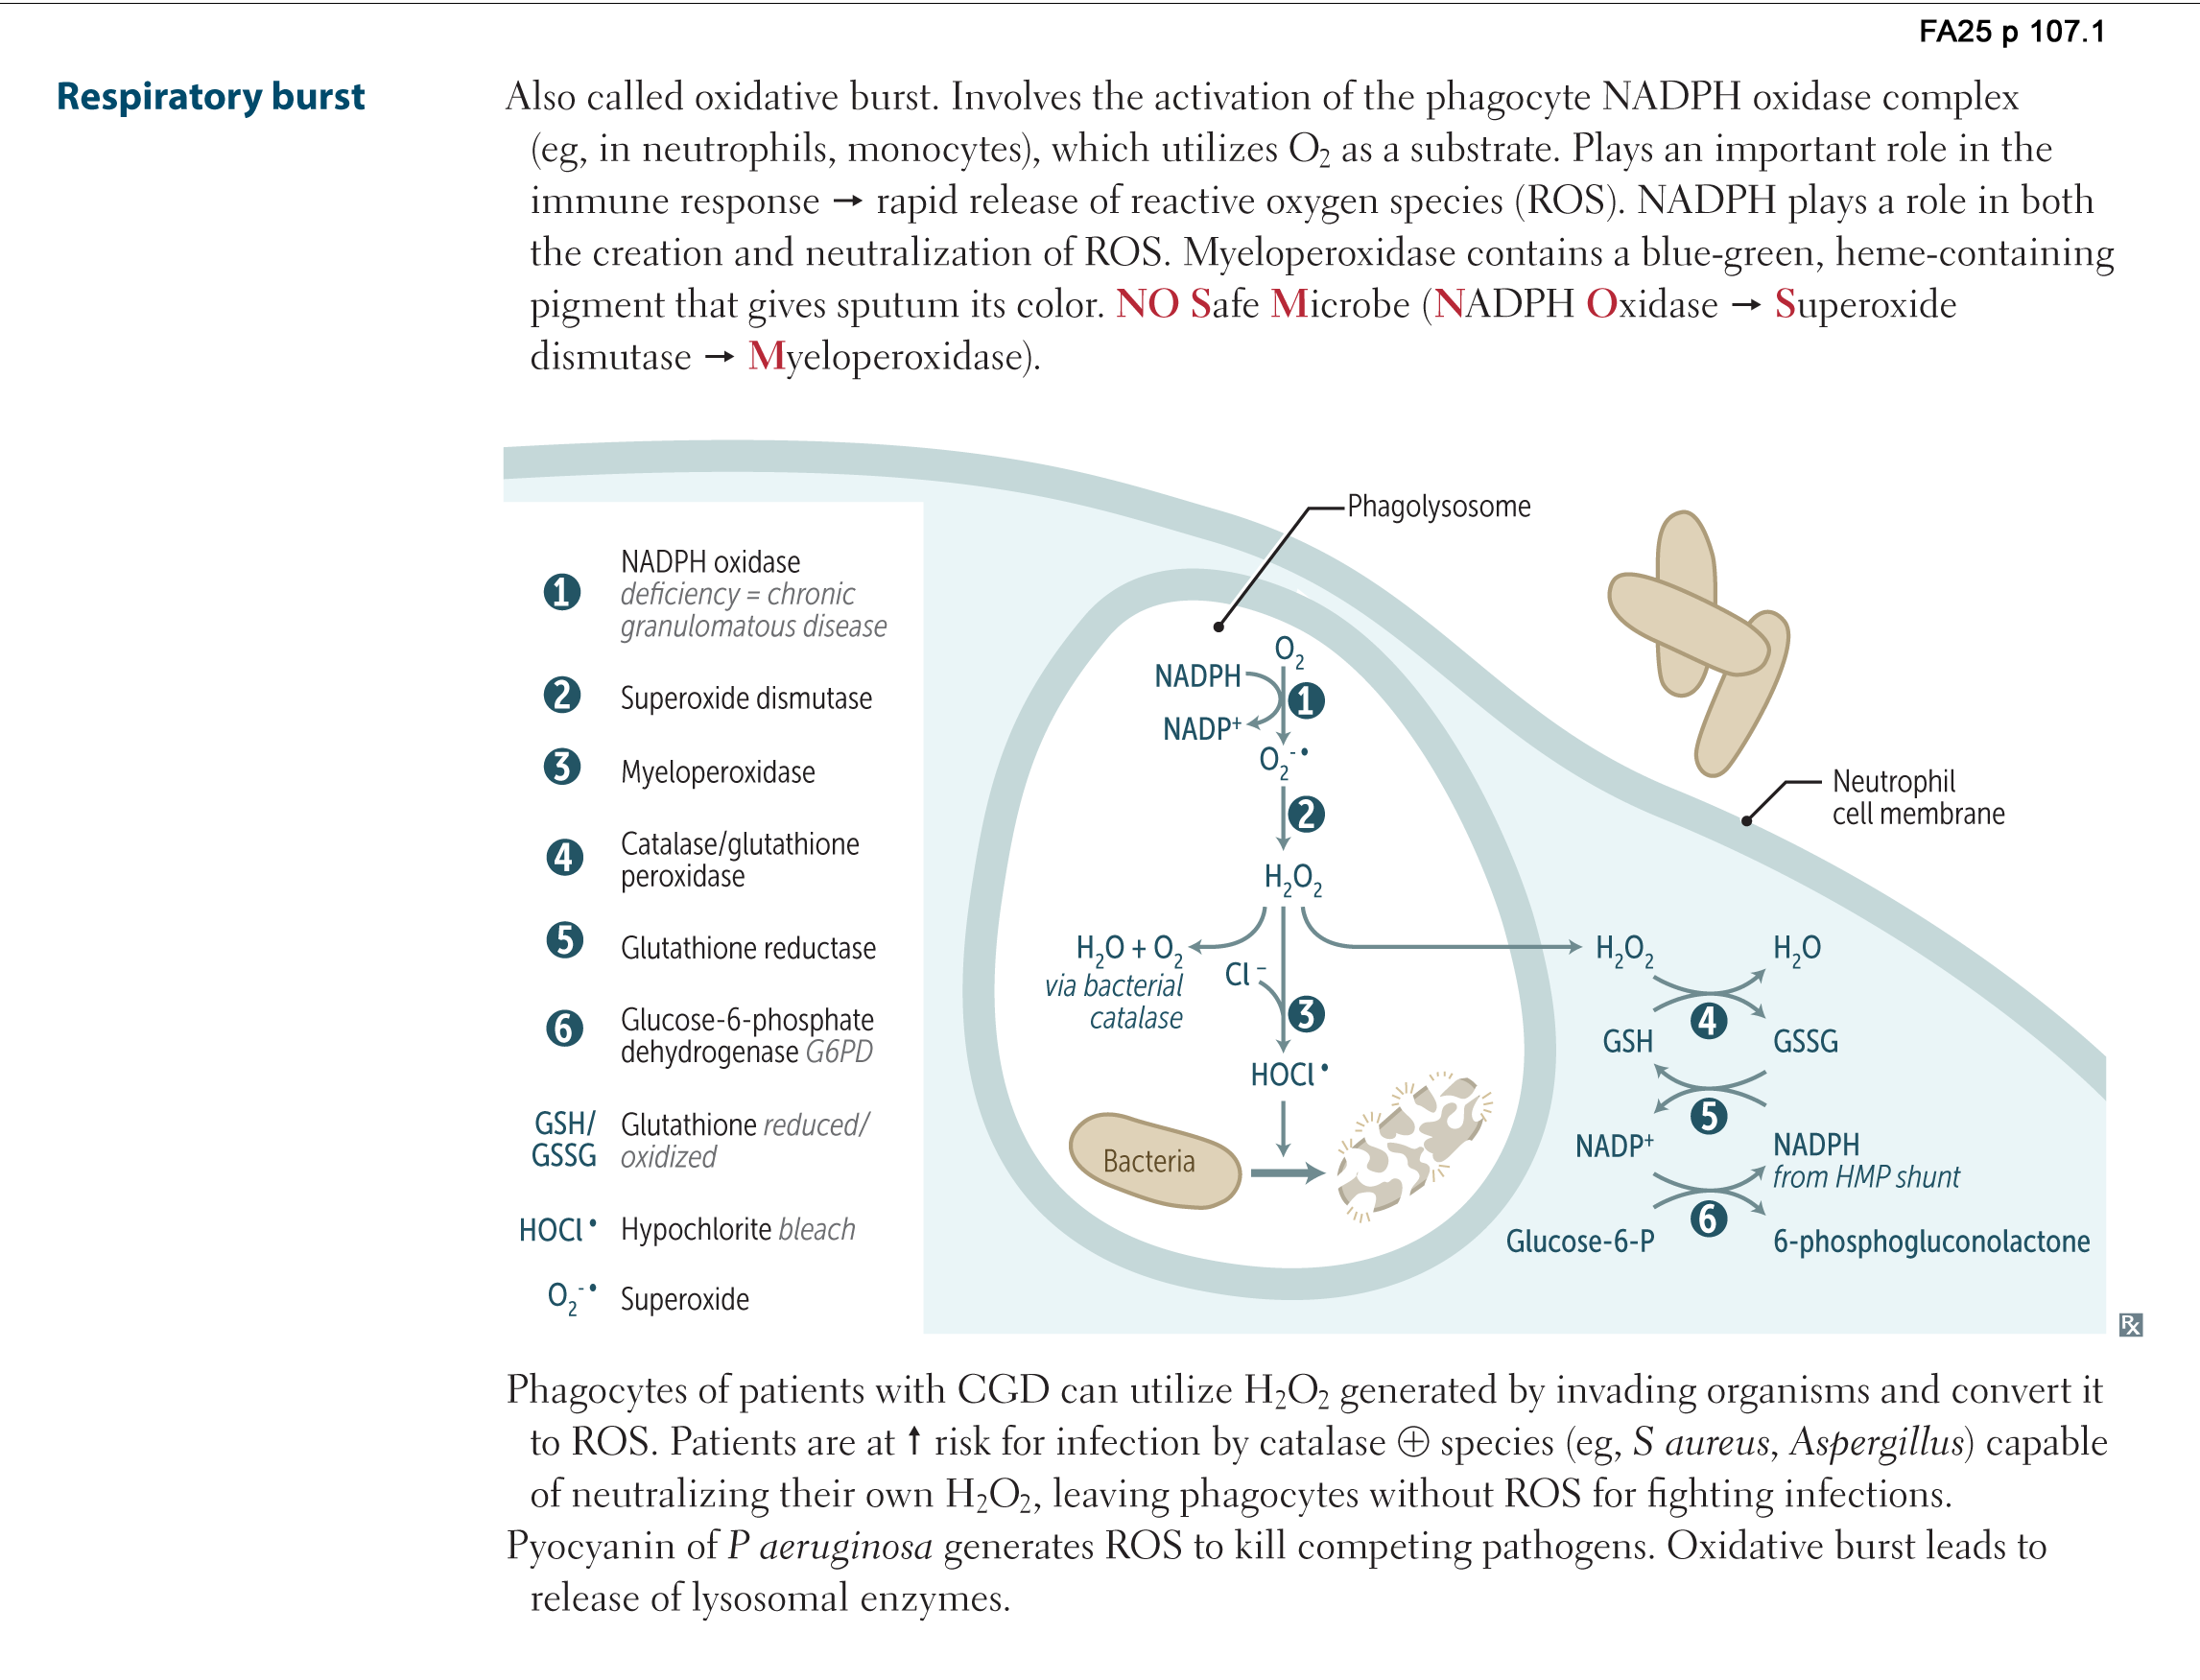 FA25 p 107.1
Respiratory burst
Also called oxidative burst. Involves the activation of the phagocyte NADPH oxidase complex
(eg, in neutrophils, monocytes), which utilizes O₂ as a substrate. Plays an important role in the
immune response → rapid release of reactive oxygen species (ROS). NADPH plays a role in both
the creation and neutralization of ROS. Myeloperoxidase contains a blue-green, heme-containing
pigment that gives sputum its color. NO Safe Microbe (NADPH Oxidase → Superoxide
dismutase → Myeloperoxidase).
1 NADPH oxidase
deficiency = chronic
granulomatous disease
2 Superoxide dismutase
3 Myeloperoxidase
4 Catalase/glutathione
peroxidase
5 Glutathione reductase
6 Glucose-6-phosphate
dehydrogenase G6PD
GSH/ Glutathione reduced/
GSSG oxidized
HOCl• Hypochlorite bleach
O₂⁻• Superoxide
Phagolysosome
O₂
NADPH
1
NADP⁺
O₂⁻•
2
H₂O₂
H₂O + O₂
via bacterial
catalase
Cl⁻
3
HOCl•
Bacteria
Neutrophil
cell membrane
H₂O₂ H₂O
4
GSH GSSG
5
NADP⁺ NADPH
from HMP shunt
6
Glucose-6-P 6-phosphogluconolactone
Rx
Phagocytes of patients with CGD can utilize H₂O₂ generated by invading organisms and convert it
to ROS. Patients are at ↑ risk for infection by catalase ⊕ species (eg, S aureus, Aspergillus) capable
of neutralizing their own H₂O₂, leaving phagocytes without ROS for fighting infections.
Pyocyanin of P aeruginosa generates ROS to kill competing pathogens. Oxidative burst leads to
release of lysosomal enzymes.